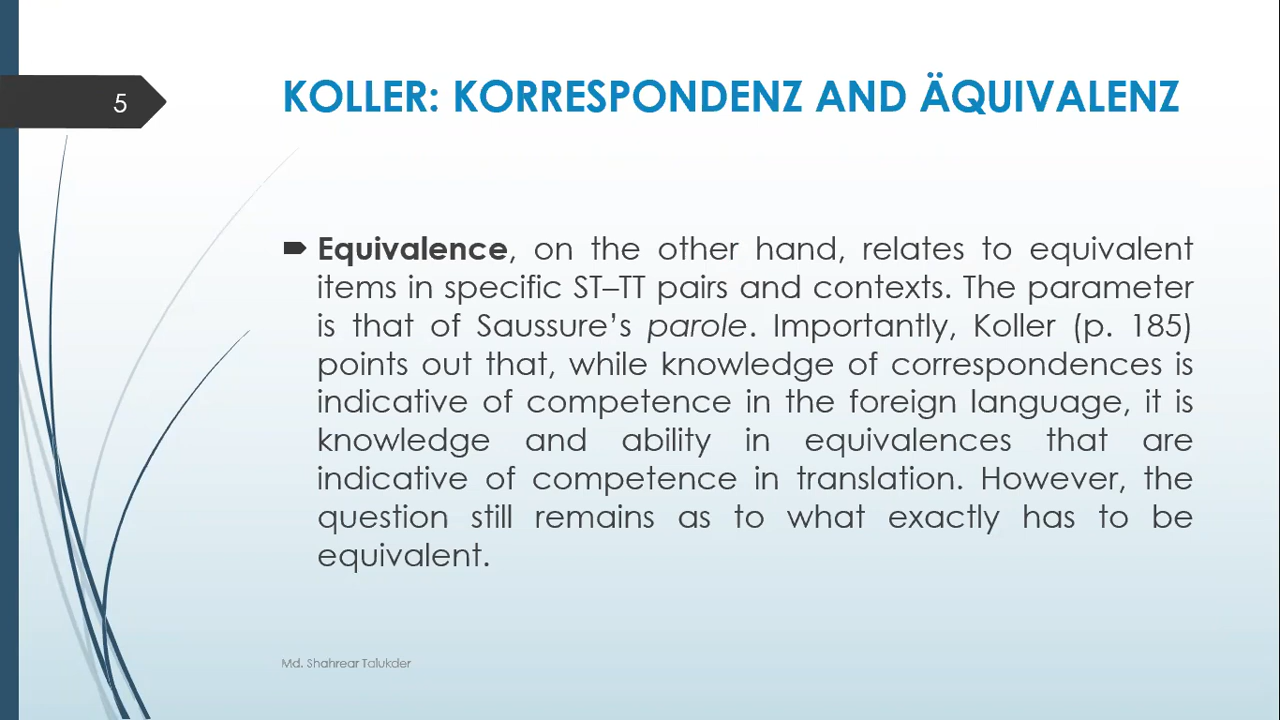 5
KOLLER: KORRESPONDENZ AND ÄQUIVALENZ
Equivalence, on the other hand, relates to equivalent
items in specific ST–TT pairs and contexts. The parameter
is that of Saussure’s parole. Importantly, Koller (p. 185)
points out that, while knowledge of correspondences is
indicative of competence in the foreign language, it is
knowledge and ability in equivalences that are
indicative of competence in translation. However, the
question still remains as to what exactly has to be
equivalent.
Md. Shahrear Talukder